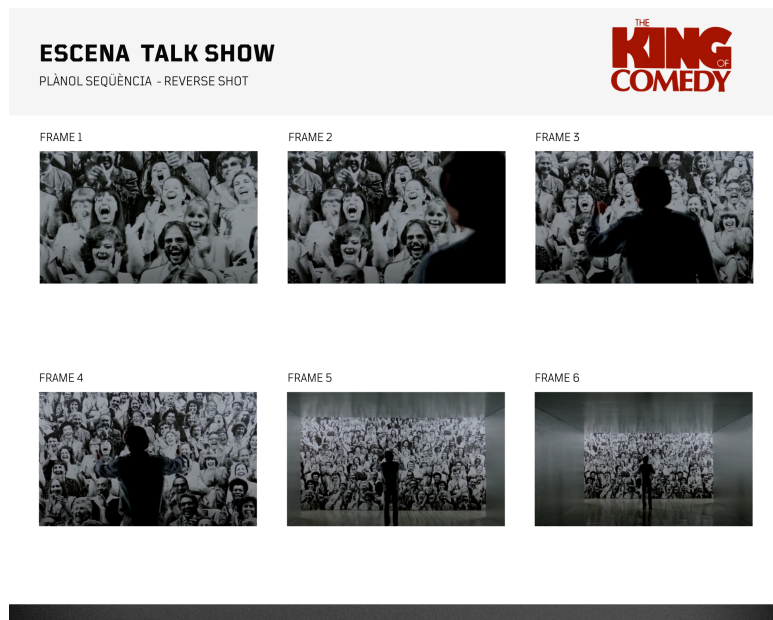 ESCENA TALK SHOW
PLÀNOL SEQÜÈNCIA - REVERSE SHOT
THE
KING
OF
COMEDY
FRAME 1
FRAME 2
FRAME 3
FRAME 4
FRAME 5
FRAME 6